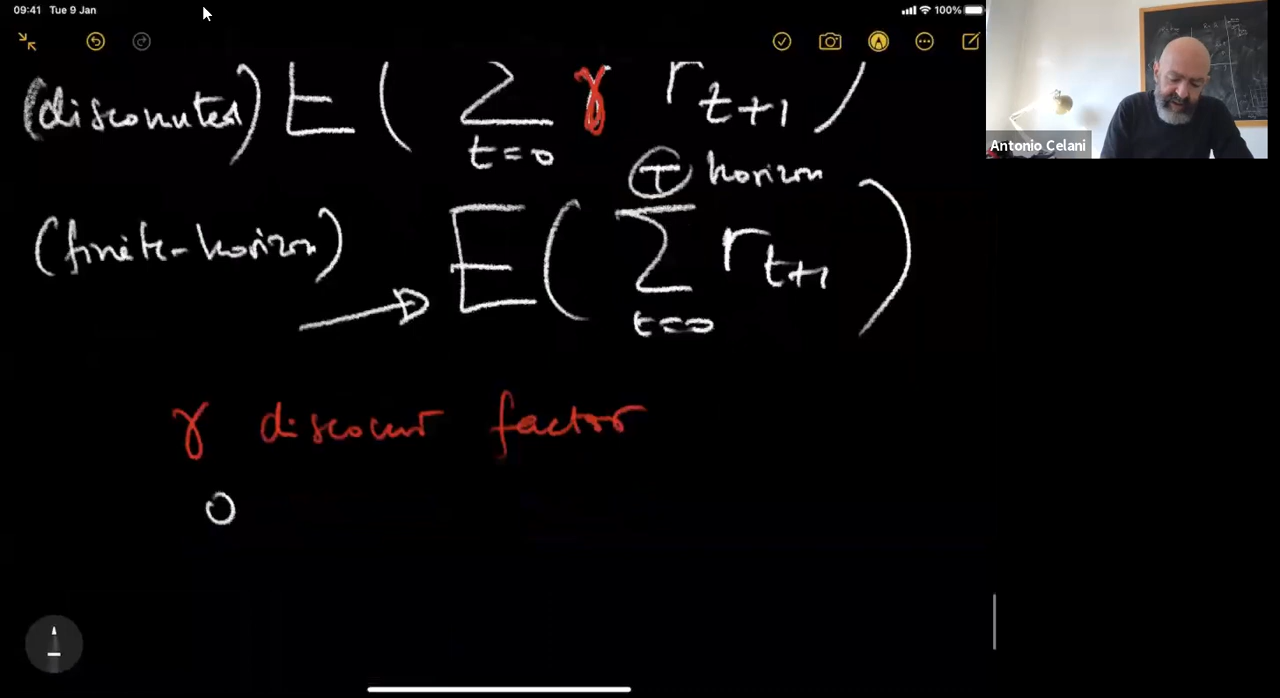 09:41 Tue 9 Jan
100%
Antonio Celani
(discounted) E ( Σ γ r t+1 )
t=0
T horizon
(finite-horizon) E ( Σ r t+1 )
t=0
γ discount factor
0